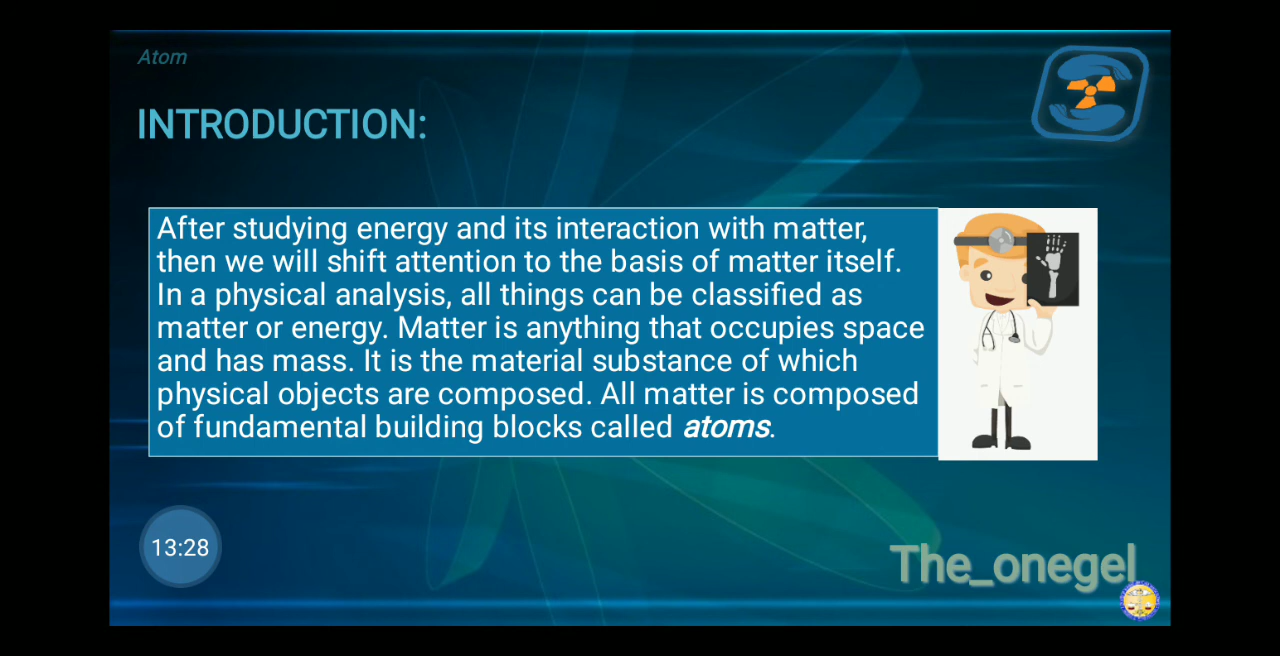 Atom
INTRODUCTION:
After studying energy and its interaction with matter,
then we will shift attention to the basis of matter itself.
In a physical analysis, all things can be classified as
matter or energy. Matter is anything that occupies space
and has mass. It is the material substance of which
physical objects are composed. All matter is composed
of fundamental building blocks called atoms.
13:28
The_onegel